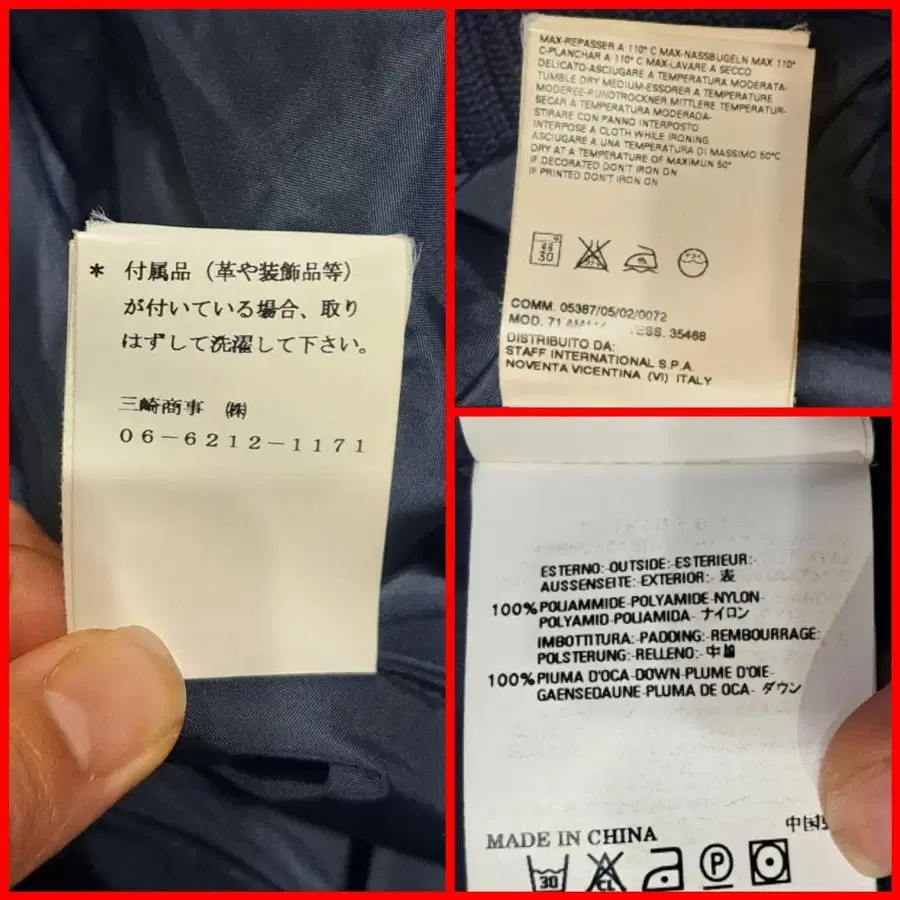 * 付属品（革や装飾品等）
が付いている場合、取り
はずして洗濯して下さい。
三崎商事 ㈱
06-6212-1171
MAX-REPASSER A 110° C MAX-NASSBUGELN MAX 110°
C-PLANCHAR A 110° C MAX-LAVARE A SECCO
DELICATO-ASCIUGARE A TEMPERATURA MODERATA-
TUMBLE DRY MEDIUM-ESSORER A TEMPERATURE
MODEREE-RUNDTROCKNER MITTLERE TEMPERATUR-
SECAR A TEMPERATURA MODERADA-
STIRARE CON PANNO INTERPOSTO
INTERPOSE A CLOTH WHILE IRONING
ASCIUGARE A UNA TEMPERATURA DI MASSIMO 50°C
DRY AT A TEMPERATURE OF MAXIMUN 50°
IF DECORATED DON'T IRON ON
IF PRINTED DON'T IRON ON
30
COMM. 05387/05/02/0072
MOD. 71 35468
DISTRIBUITO DA:
STAFF INTERNATIONAL S.P.A.
NOVENTA VICENTINA (VI) ITALY
ESTERNO:-OUTSIDE:-ESTERIEUR:-
AUSSENSEITE:-EXTERIOR:- 表
100% POLIAMMIDE-POLYAMIDE-NYLON-
POLYAMID-POLIAMIDA- ナイロン
IMBOTTITURA:-PADDING:-REMBOURRAGE:
POLSTERUNG:-RELLENO:- 中綿
100% PIUMA D'OCA-DOWN-PLUME D'OIE-
GAENSEDAUNE-PLUMA DE OCA- ダウン
MADE IN CHINA
中国
30 CL P